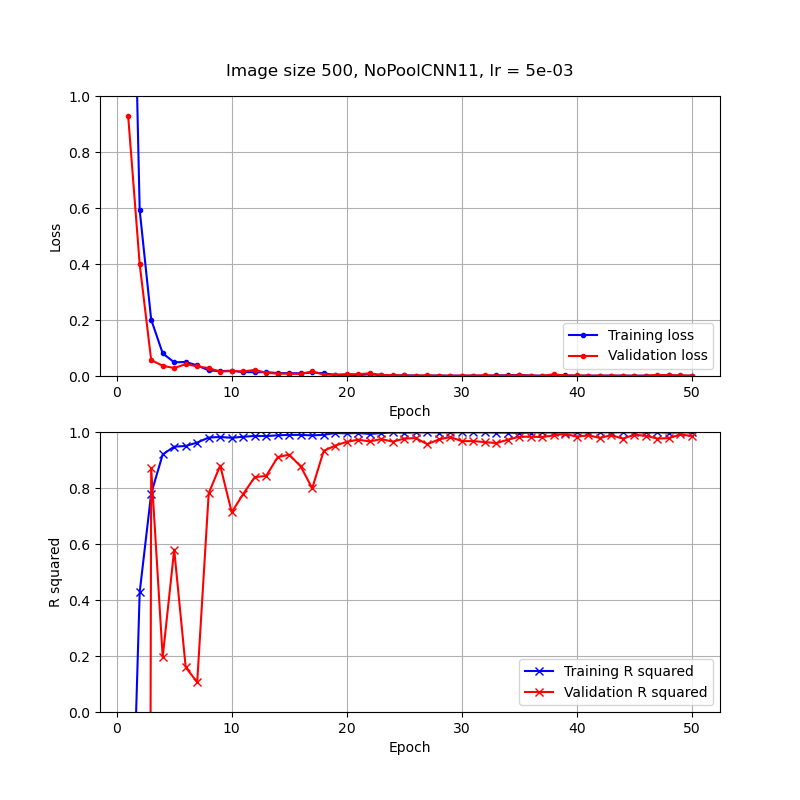 Image size 500, NoPoolCNN11, lr = 5e-03
1.0
0.8
0.6
0.4
0.2
0.0
Loss
Training loss
Validation loss
0 10 20 30 40 50
Epoch
1.0
0.8
0.6
0.4
0.2
0.0
R squared
Training R squared
Validation R squared
0 10 20 30 40 50
Epoch